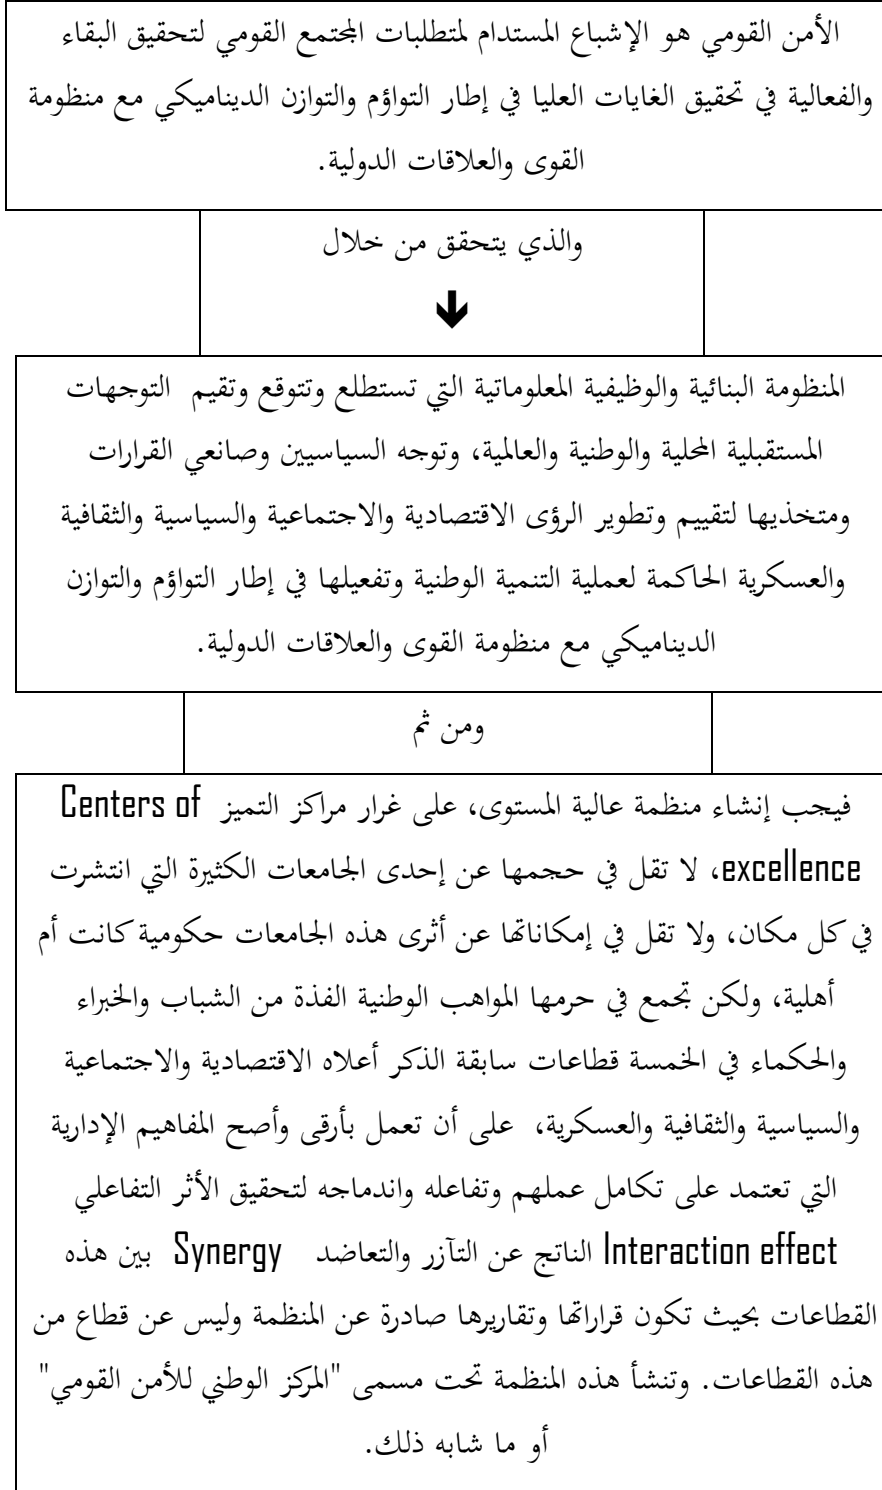 الأمن القومي هو الإشباع المستدام لمتطلبات المجتمع القومي لتحقيق البقاء
والفعالية في تحقيق الغايات العليا في إطار التواؤم والتوازن الديناميكي مع منظومة
القوى والعلاقات الدولية.
والذي يتحقق من خلال
المنظومة البنائية والوظيفية المعلوماتية التي تستطلع وتتوقع وتقيم التوجهات
المستقبلية المحلية والوطنية والعالمية، وتوجه السياسيين وصانعي القرارات
ومتخذيها لتقييم وتطوير الرؤى الاقتصادية والاجتماعية والسياسية والثقافية
والعسكرية الحاكمة لعملية التنمية الوطنية وتفعيلها في إطار التواؤم والتوازن
الديناميكي مع منظومة القوى والعلاقات الدولية.
ومن ثم
فيجب إنشاء منظمة عالية المستوى، على غرار مراكز التميز Centers of
excellence، لا تقل في حجمها عن إحدى الجامعات الكثيرة التي انتشرت
في كل مكان، ولا تقل في إمكاناتها عن أثرى هذه الجامعات حكومية كانت أم
أهلية، ولكن تجمع في حرمها المواهب الوطنية الفذة من الشباب والخبراء
والحكماء في الخمسة قطاعات سابقة الذكر أعلاه الاقتصادية والاجتماعية
والسياسية والثقافية والعسكرية، على أن تعمل بأرقى وأصح المفاهيم الإدارية
التي تعتمد على تكامل عملهم وتفاعله واندماجه لتحقيق الأثر التفاعلي
Interaction effect الناتج عن التآزر والتعاضد Synergy بين هذه
القطاعات بحيث تكون قراراتها وتقاريرها صادرة عن المنظمة وليس عن قطاع من
هذه القطاعات. وتنشأ هذه المنظمة تحت مسمى "المركز الوطني للأمن القومي"
أو ما شابه ذلك.